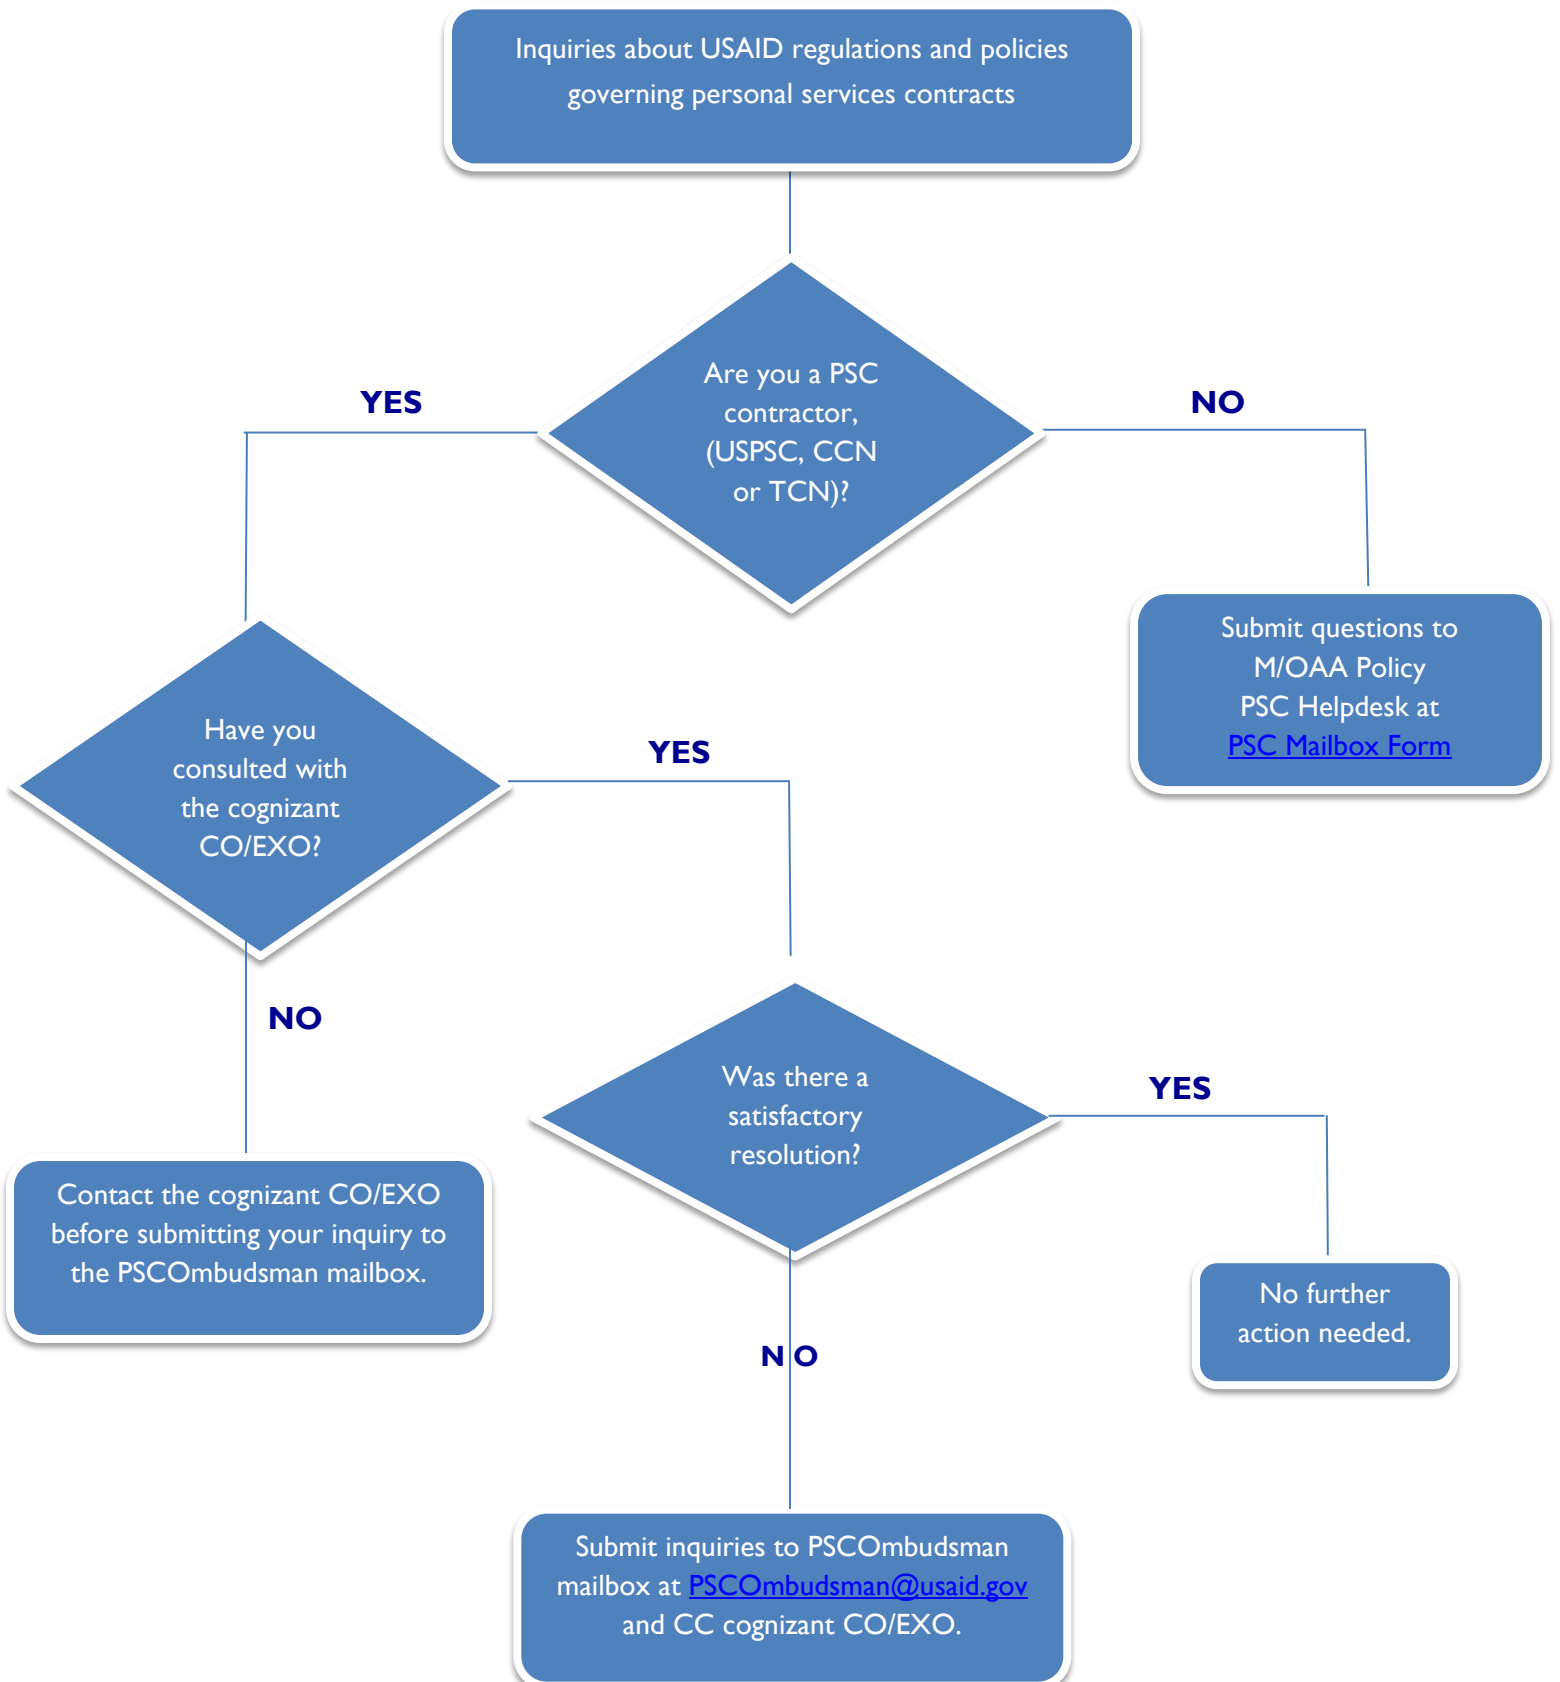 Inquiries about USAID regulations and policies
governing personal services contracts
Are you a PSC
contractor,
(USPSC, CCN
or TCN)?
YES
NO
Submit questions to
M/OAA Policy
PSC Helpdesk at
PSC Mailbox Form
Have you
consulted with
the cognizant
CO/EXO?
YES
NO
Was there a
satisfactory
resolution?
YES
Contact the cognizant CO/EXO
before submitting your inquiry to
the PSCOmbudsman mailbox.
No further
action needed.
NO
Submit inquiries to PSCOmbudsman
mailbox at PSCOmbudsman@usaid.gov
and CC cognizant CO/EXO.